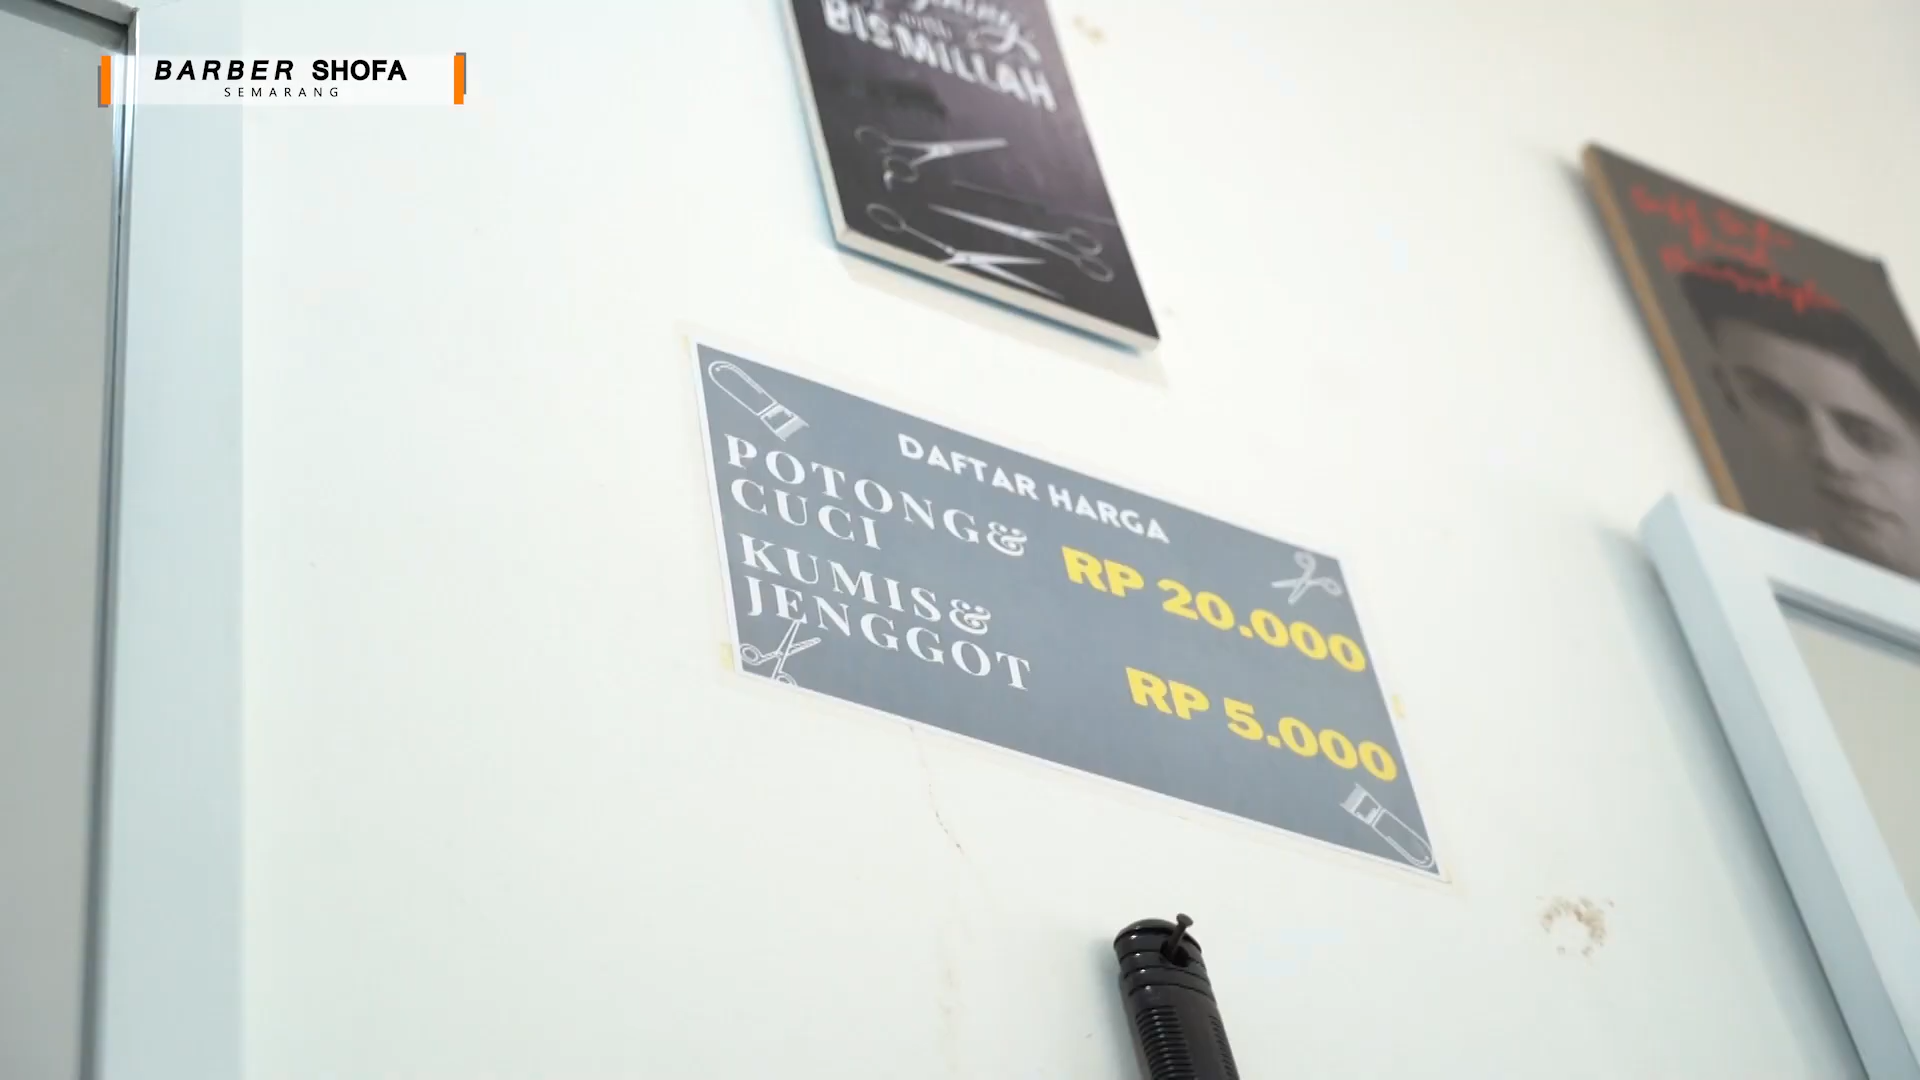 BARBER SHOFA
SEMARANG
BISMILLAH
DAFTAR HARGA
POTONG&
CUCI
RP 20.000
KUMIS&
JENGGOT
RP 5.000